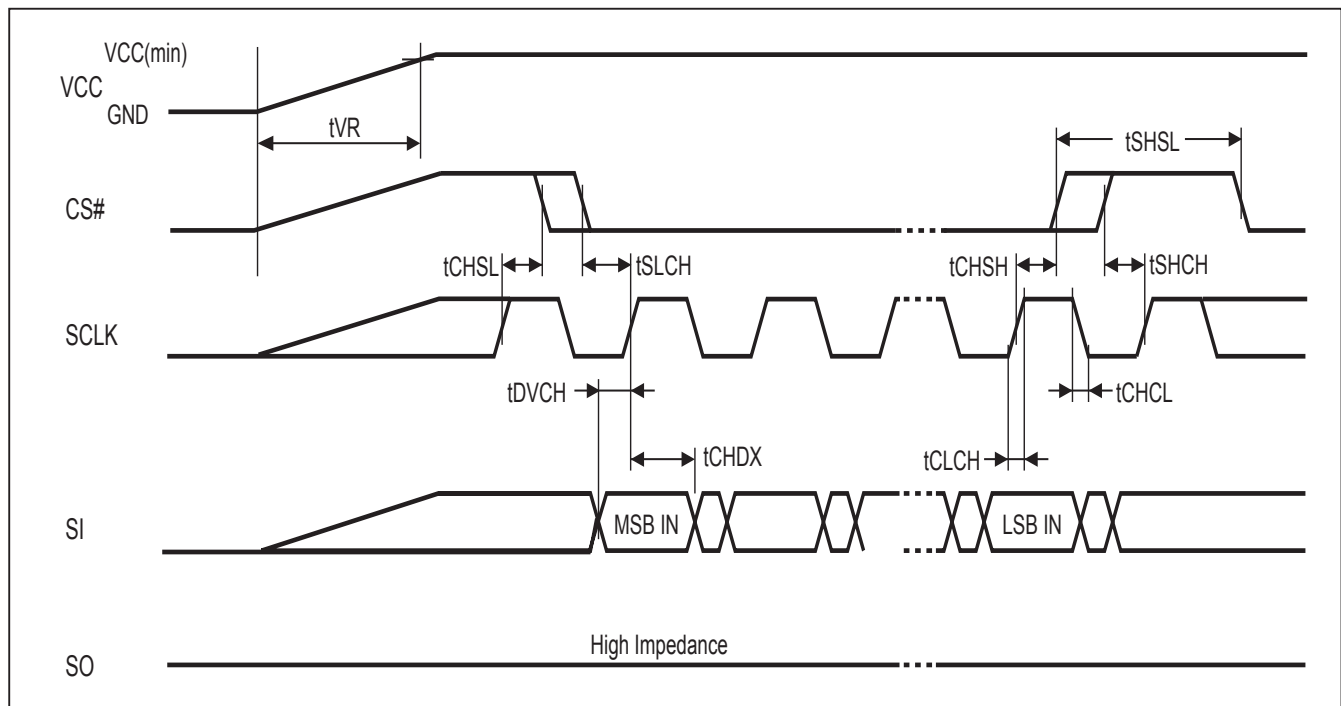 VCC(min)
VCC
GND
tVR
tSHSL
CS#
tCHSL
tSLCH
tCHSH
tSHCH
SCLK
tDVCH
tCHCL
tCHDX
tCLCH
SI
MSB IN
LSB IN
High Impedance
SO